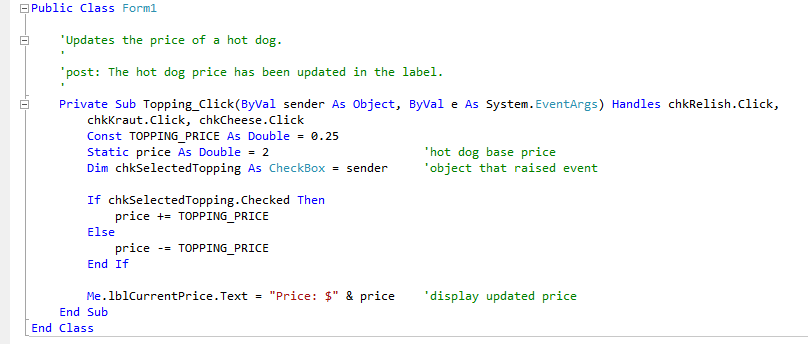 Public Class Form1
'Updates the price of a hot dog.
'
'post: The hot dog price has been updated in the label.
'
Private Sub Topping_Click(ByVal sender As Object, ByVal e As System.EventArgs) Handles chkRelish.Click,
chkKraut.Click, chkCheese.Click
Const TOPPING_PRICE As Double = 0.25
Static price As Double = 2 'hot dog base price
Dim chkSelectedTopping As CheckBox = sender 'object that raised event
If chkSelectedTopping.Checked Then
price += TOPPING_PRICE
Else
price -= TOPPING_PRICE
End If
Me.lblCurrentPrice.Text = "Price: $" & price 'display updated price
End Sub
End Class